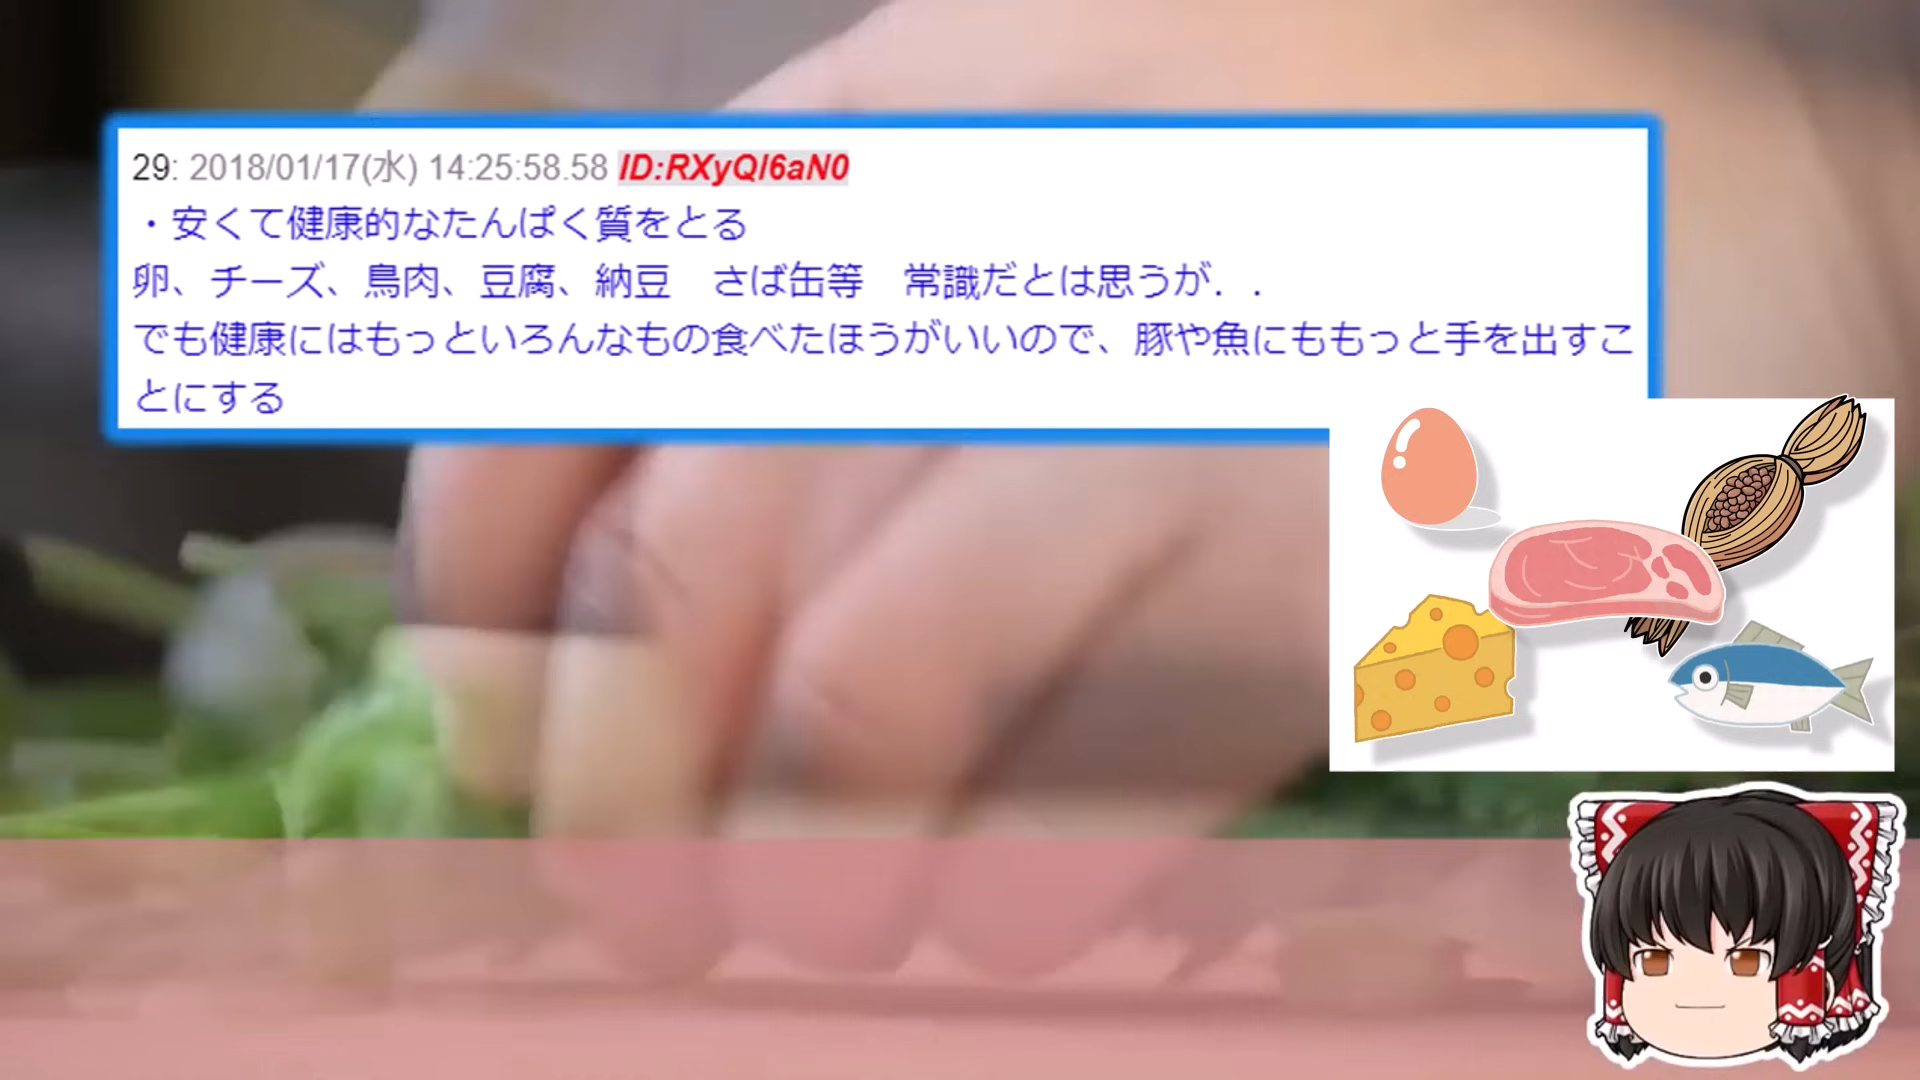 29: 2018/01/17(水) 14:25:58.58 ID:RXyQl6aN0
・安くて健康的なたんぱく質をとる
卵、チーズ、鳥肉、豆腐、納豆　さば缶等　常識だとは思うが．．
でも健康にはもっといろんなもの食べたほうがいいので、豚や魚にももっと手を出すこ
とにする